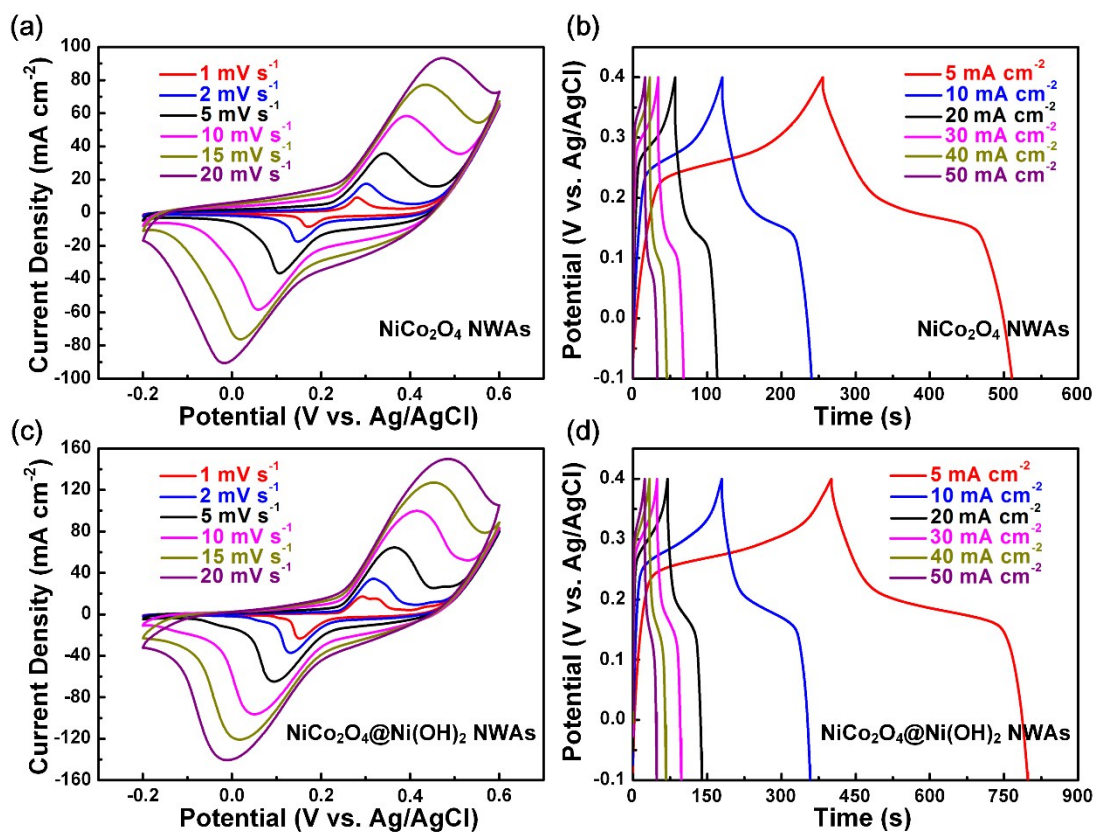 (a)
100
80
60
40
20
0
-20
-40
-60
-80
-100
Current Density (mA cm⁻²)
1 mV s⁻¹
2 mV s⁻¹
5 mV s⁻¹
10 mV s⁻¹
15 mV s⁻¹
20 mV s⁻¹
NiCo₂O₄ NWAs
-0.2 0.0 0.2 0.4 0.6
Potential (V vs. Ag/AgCl)
(b)
0.4
0.3
0.2
0.1
0.0
-0.1
Potential (V vs. Ag/AgCl)
5 mA cm⁻²
10 mA cm⁻²
20 mA cm⁻²
30 mA cm⁻²
40 mA cm⁻²
50 mA cm⁻²
NiCo₂O₄ NWAs
0 100 200 300 400 500 600
Time (s)
(c)
160
120
80
40
0
-40
-80
-120
-160
Current Density (mA cm⁻²)
1 mV s⁻¹
2 mV s⁻¹
5 mV s⁻¹
10 mV s⁻¹
15 mV s⁻¹
20 mV s⁻¹
NiCo₂O₄@Ni(OH)₂ NWAs
-0.2 0.0 0.2 0.4 0.6
Potential (V vs. Ag/AgCl)
(d)
0.4
0.3
0.2
0.1
0.0
-0.1
Potential (V vs. Ag/AgCl)
5 mA cm⁻²
10 mA cm⁻²
20 mA cm⁻²
30 mA cm⁻²
40 mA cm⁻²
50 mA cm⁻²
NiCo₂O₄@Ni(OH)₂ NWAs
0 150 300 450 600 750 900
Time (s)